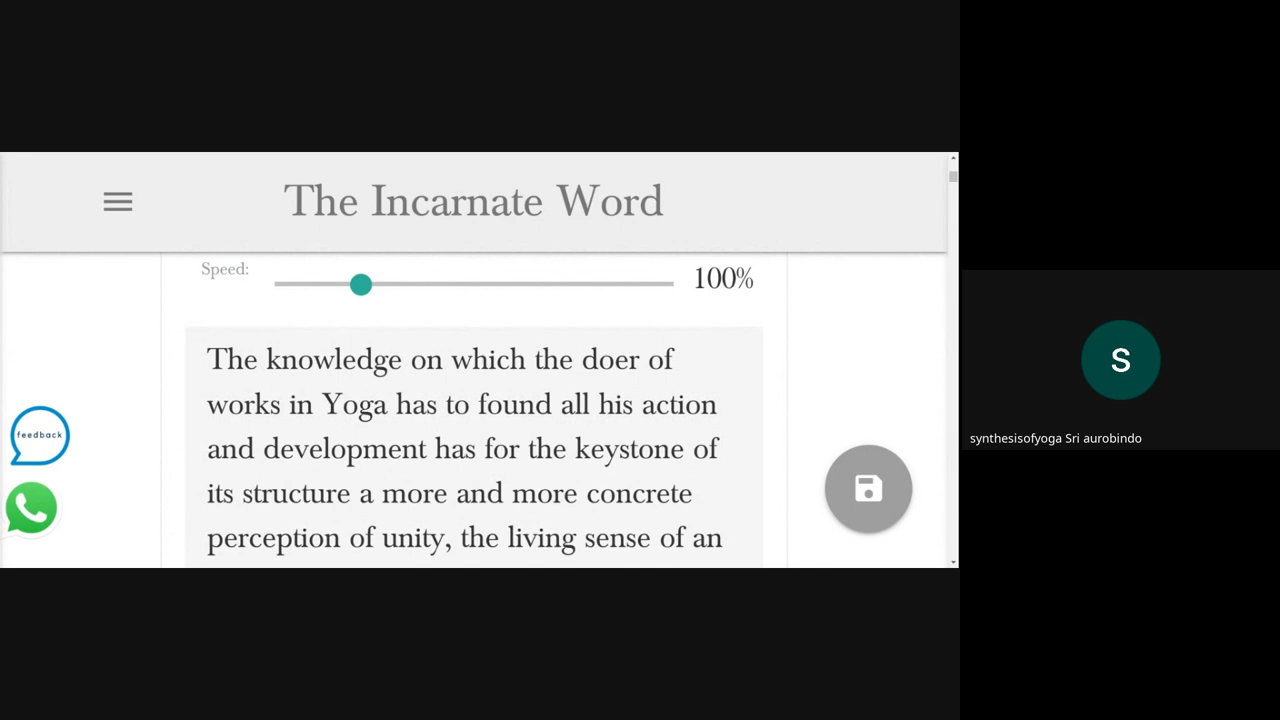 The Incarnate Word
Speed:
100%
The knowledge on which the doer of
works in Yoga has to found all his action
and development has for the keystone of
its structure a more and more concrete
perception of unity, the living sense of an
feedback
S
synthesisofyoga Sri aurobindo